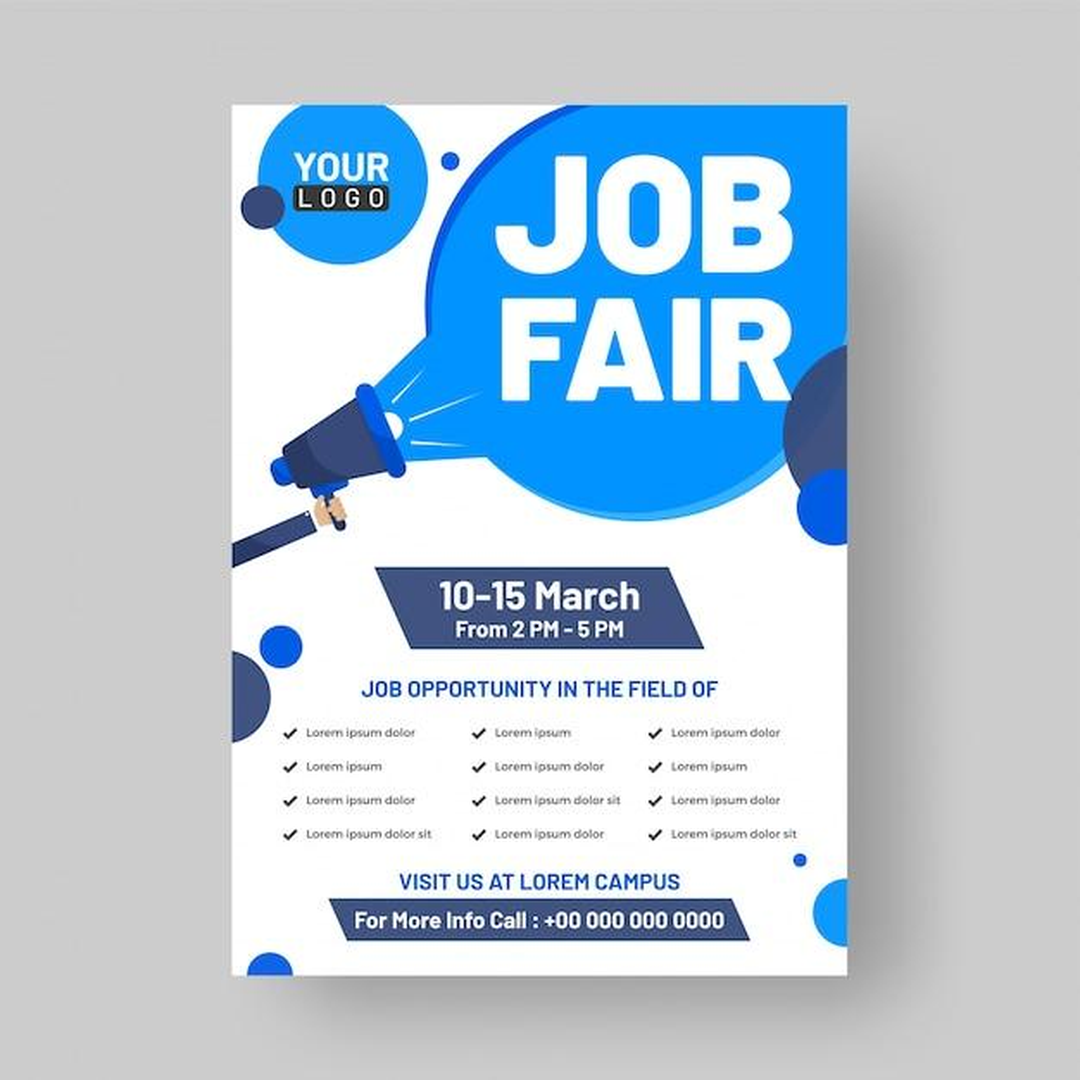 YOUR
LOGO
JOB
FAIR
10-15 March
From 2 PM - 5 PM
JOB OPPORTUNITY IN THE FIELD OF
Lorem ipsum dolor
Lorem ipsum
Lorem ipsum dolor
Lorem ipsum
Lorem ipsum dolor
Lorem ipsum
Lorem ipsum dolor
Lorem ipsum dolor sit
Lorem ipsum dolor
Lorem ipsum dolor sit
Lorem ipsum dolor
Lorem ipsum dolor sit
VISIT US AT LOREM CAMPUS
For More Info Call : +00 000 000 0000